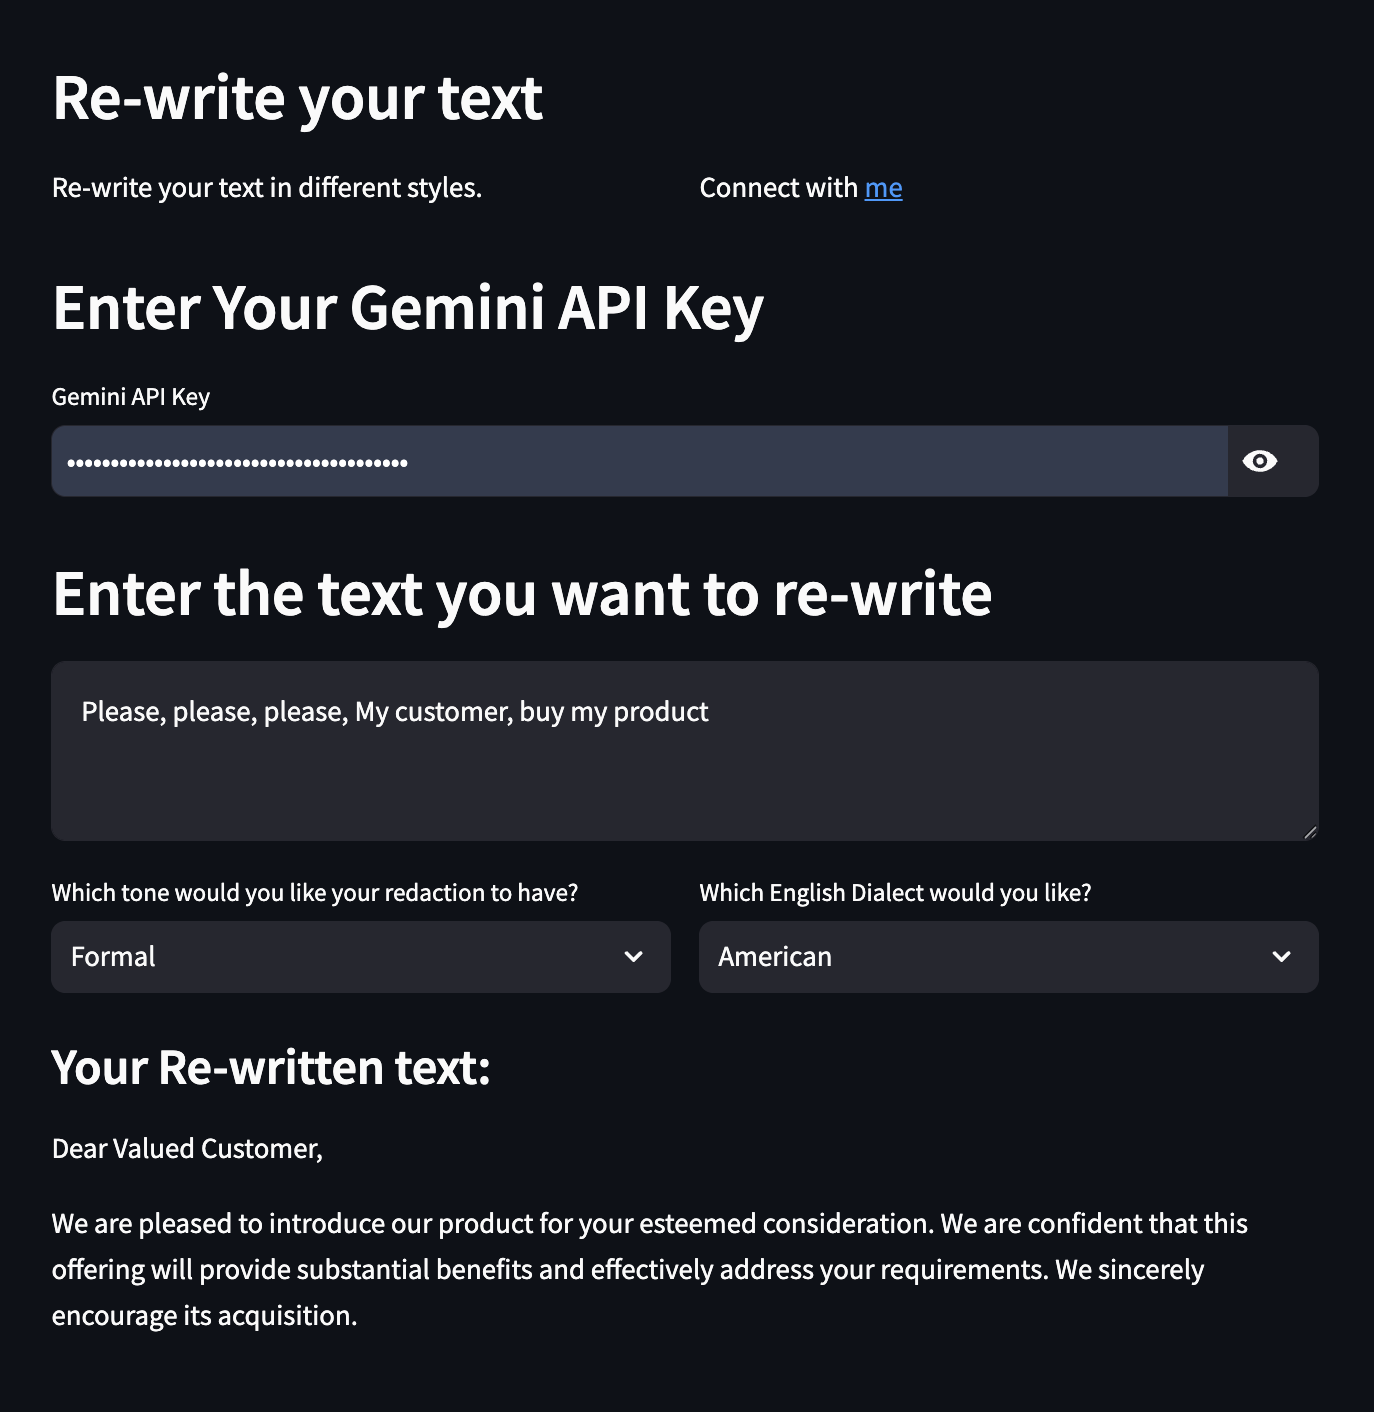 Re-write your text
Re-write your text in different styles.
Connect with me
Enter Your Gemini API Key
Gemini API Key
•••••••••••••••••••••••••••••••••••••••
Enter the text you want to re-write
Please, please, please, My customer, buy my product
Which tone would you like your redaction to have?
Which English Dialect would you like?
Formal
American
Your Re-written text:
Dear Valued Customer,
We are pleased to introduce our product for your esteemed consideration. We are confident that this
offering will provide substantial benefits and effectively address your requirements. We sincerely
encourage its acquisition.